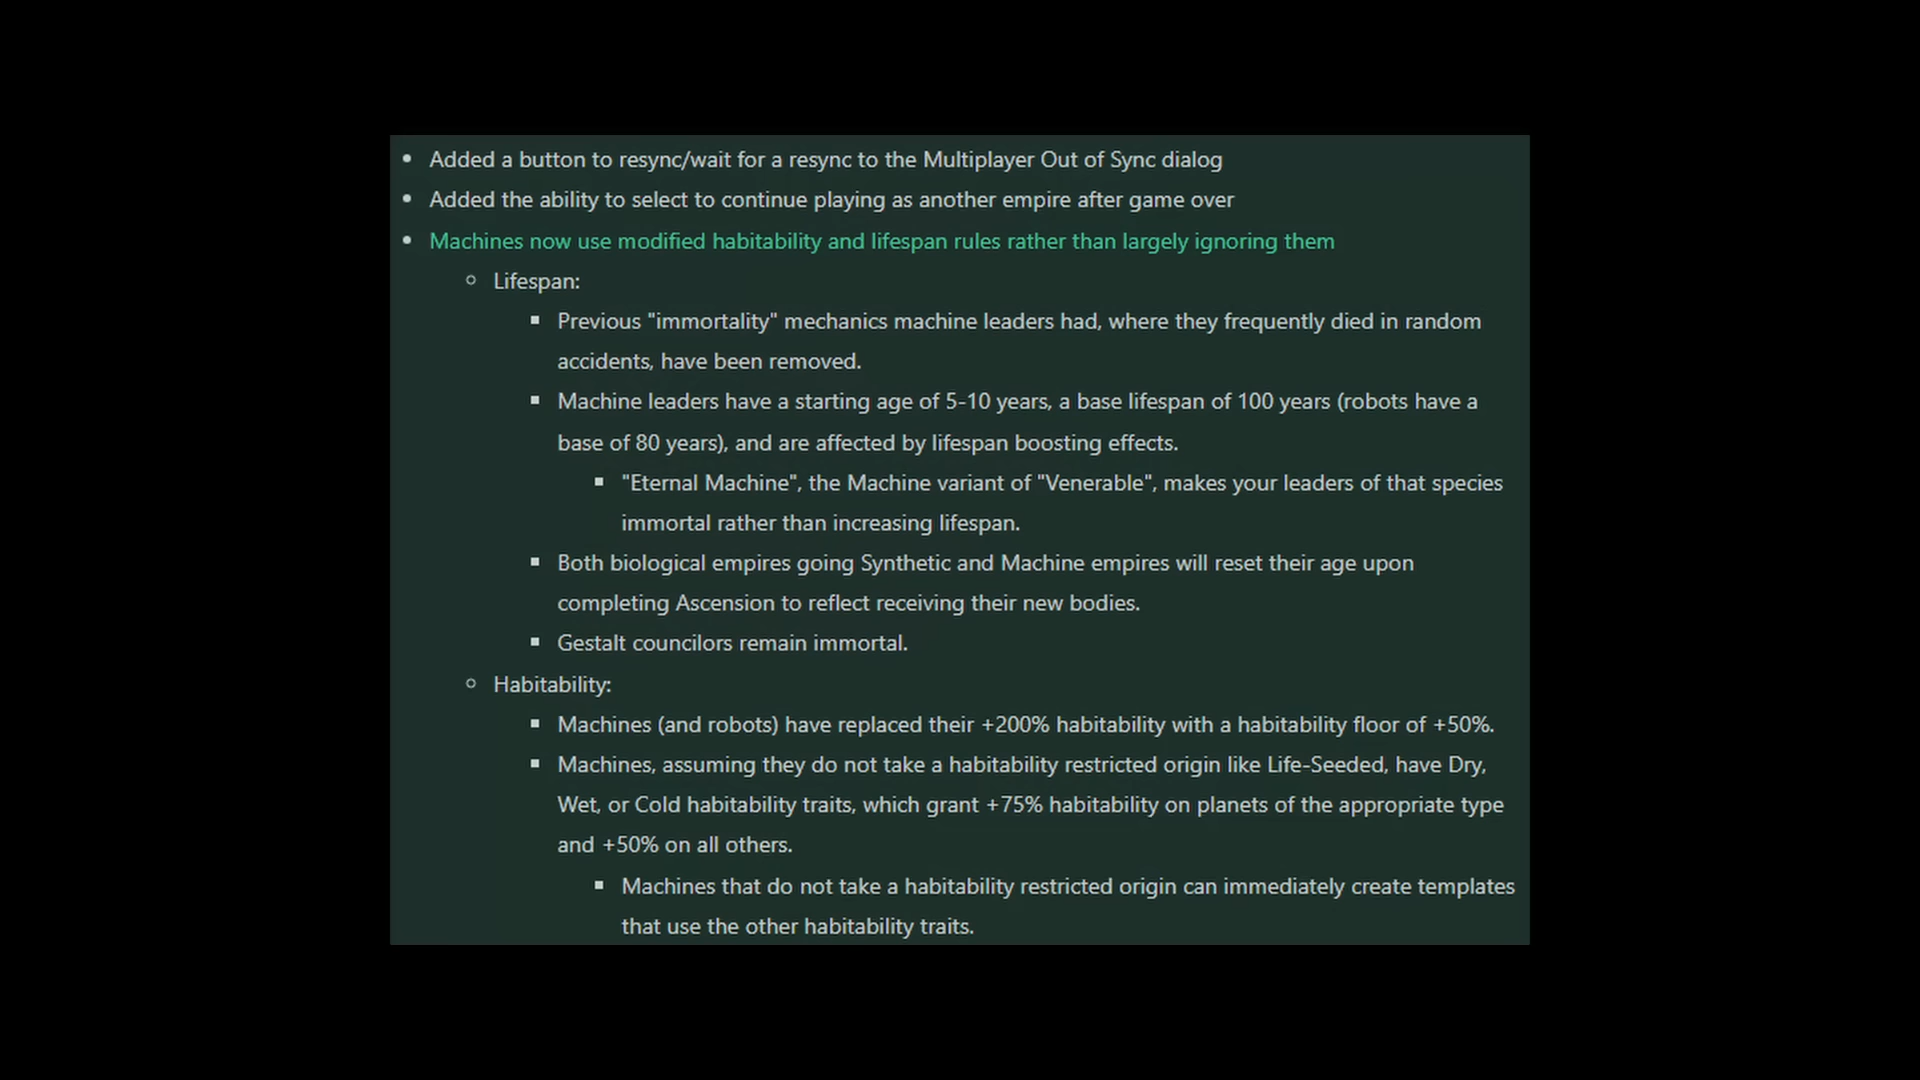 Added a button to resync/wait for a resync to the Multiplayer Out of Sync dialog
Added the ability to select to continue playing as another empire after game over
Machines now use modified habitability and lifespan rules rather than largely ignoring them
Lifespan:
Previous "immortality" mechanics machine leaders had, where they frequently died in random
accidents, have been removed.
Machine leaders have a starting age of 5-10 years, a base lifespan of 100 years (robots have a
base of 80 years), and are affected by lifespan boosting effects.
"Eternal Machine", the Machine variant of "Venerable", makes your leaders of that species
immortal rather than increasing lifespan.
Both biological empires going Synthetic and Machine empires will reset their age upon
completing Ascension to reflect receiving their new bodies.
Gestalt councilors remain immortal.
Habitability:
Machines (and robots) have replaced their +200% habitability with a habitability floor of +50%.
Machines, assuming they do not take a habitability restricted origin like Life-Seeded, have Dry,
Wet, or Cold habitability traits, which grant +75% habitability on planets of the appropriate type
and +50% on all others.
Machines that do not take a habitability restricted origin can immediately create templates
that use the other habitability traits.